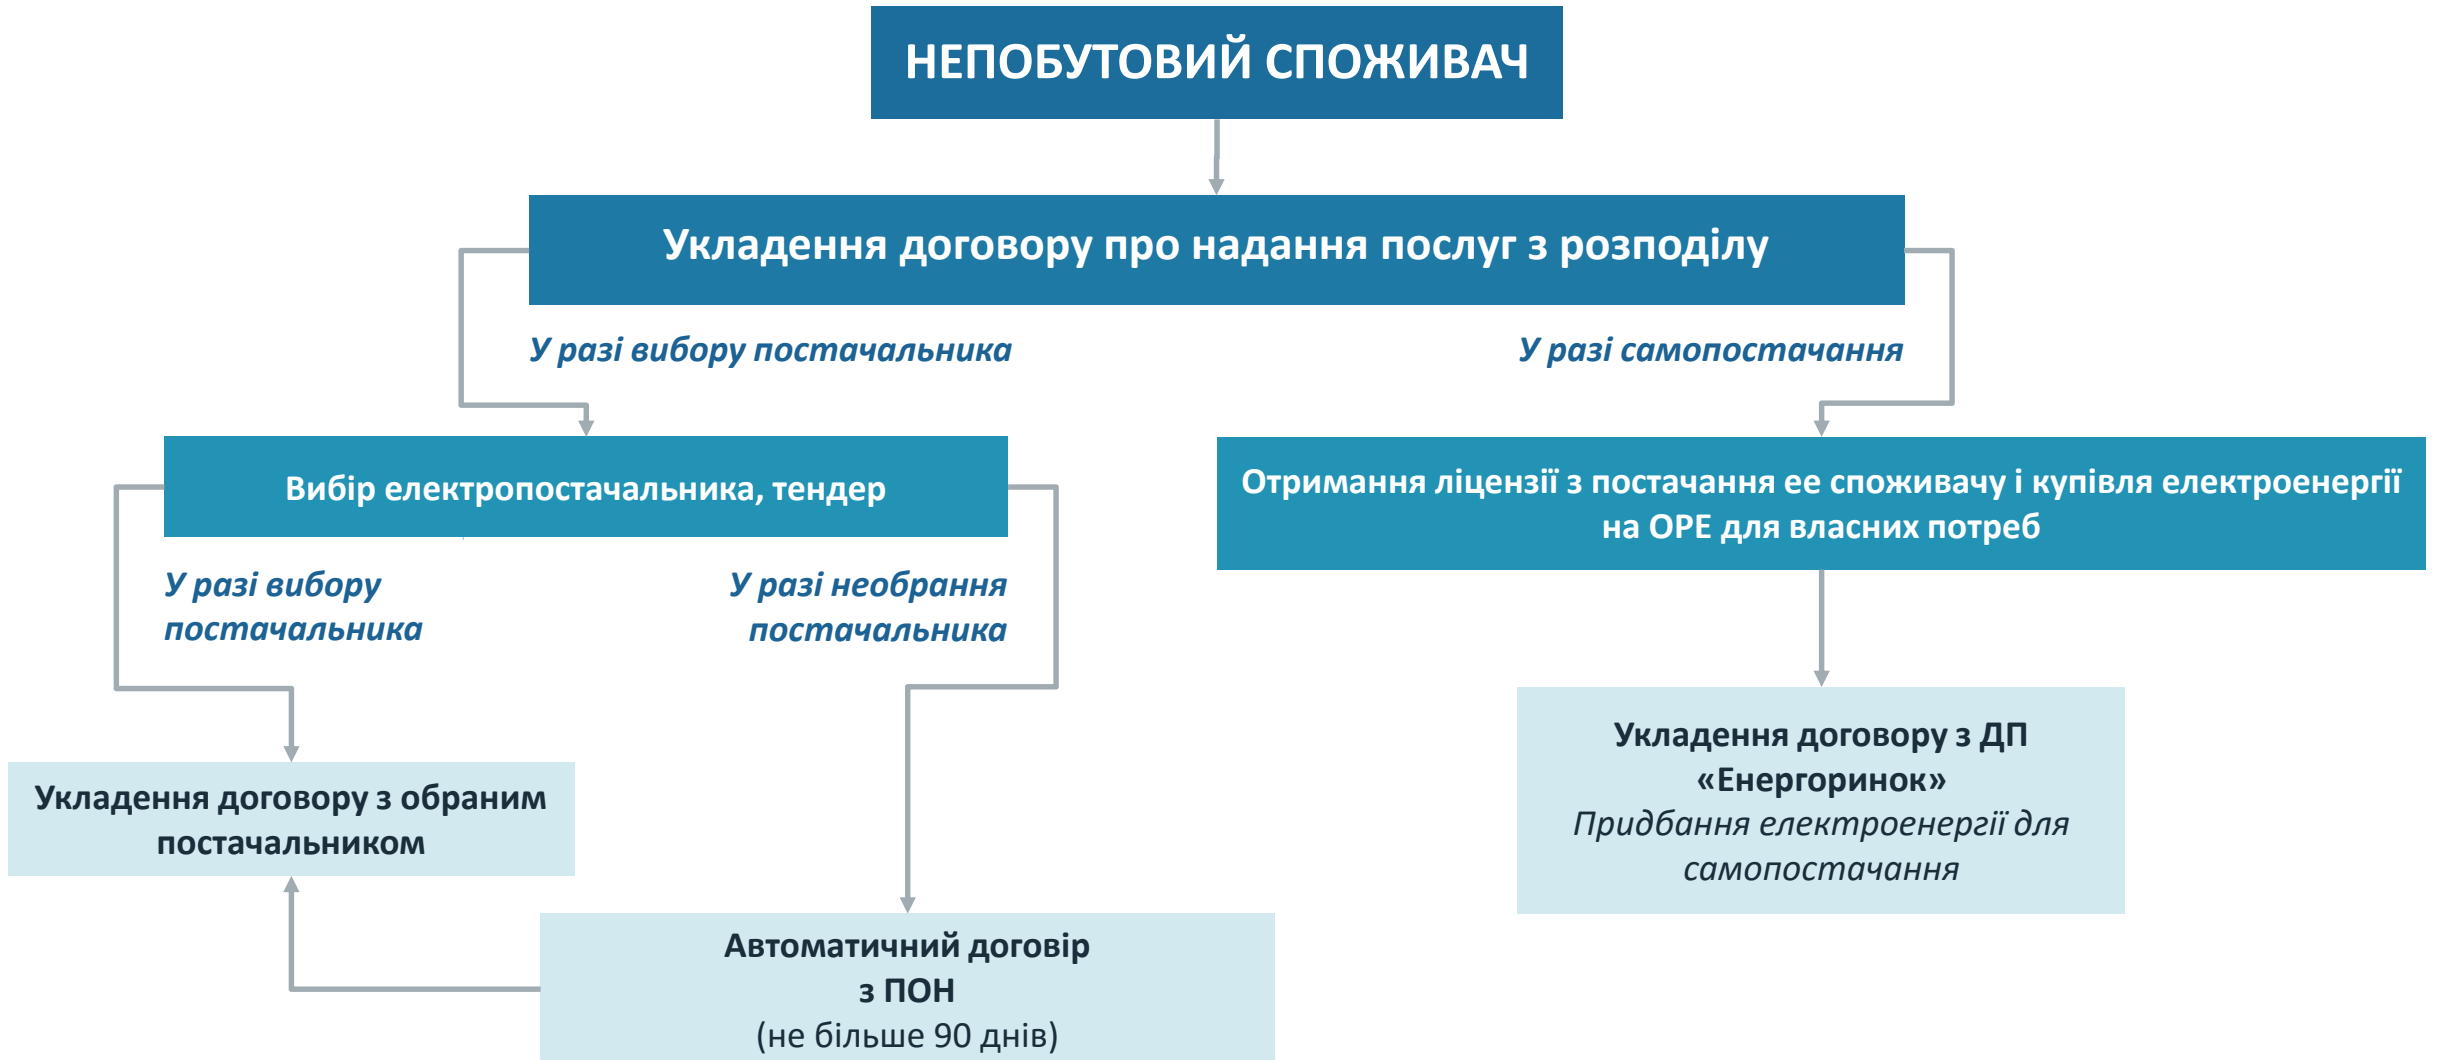 НЕПОБУТОВИЙ СПОЖИВАЧ
Укладення договору про надання послуг з розподілу
У разі вибору постачальника
У разі самопостачання
Вибір електропостачальника, тендер
Отримання ліцензії з постачання ее споживачу і купівля електроенергії
на ОРЕ для власних потреб
У разі вибору
постачальника
У разі необрання
постачальника
Укладення договору з обраним
постачальником
Укладення договору з ДП
«Енергоринок»
Придбання електроенергії для
самопостачання
Автоматичний договір
з ПОН
(не більше 90 днів)